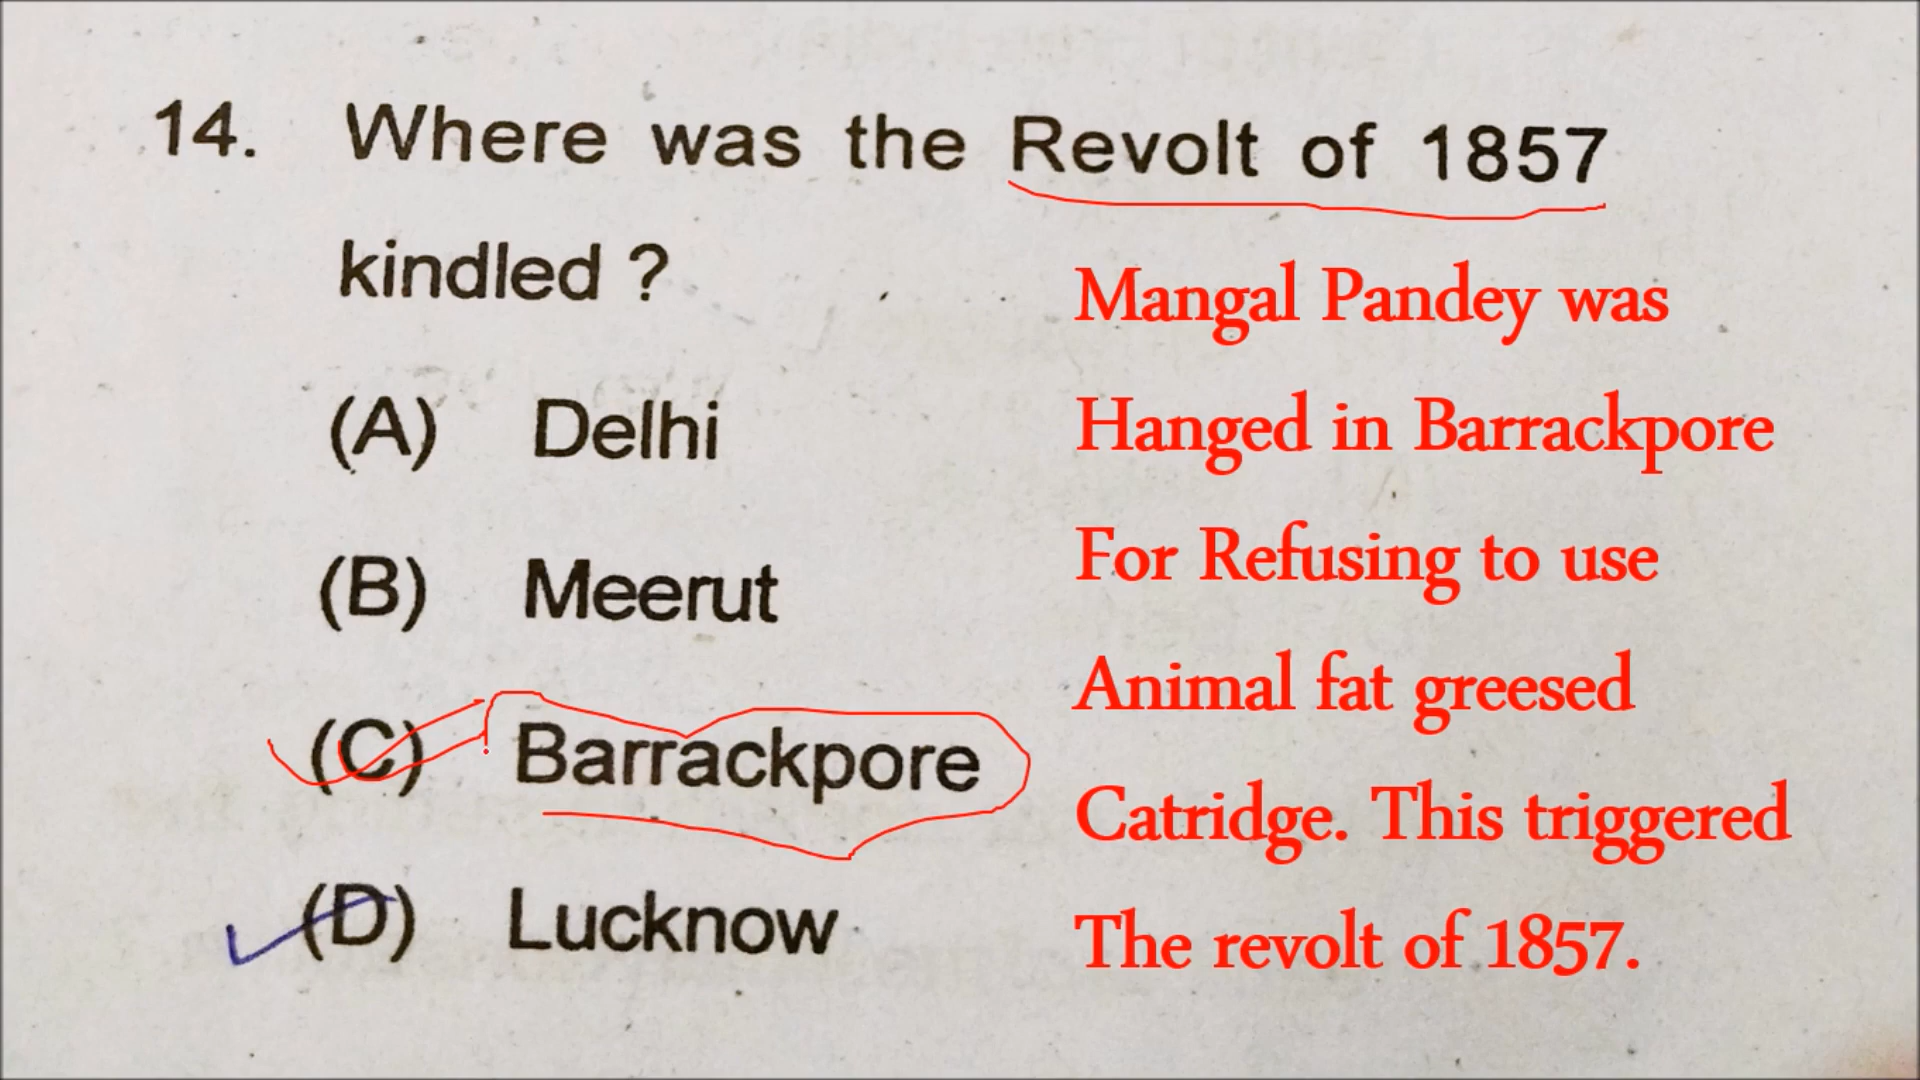 14. Where was the Revolt of 1857
kindled ?
(A) Delhi
(B) Meerut
(C) Barrackpore
(D) Lucknow
Mangal Pandey was
Hanged in Barrackpore
For Refusing to use
Animal fat greesed
Catridge. This triggered
The revolt of 1857.